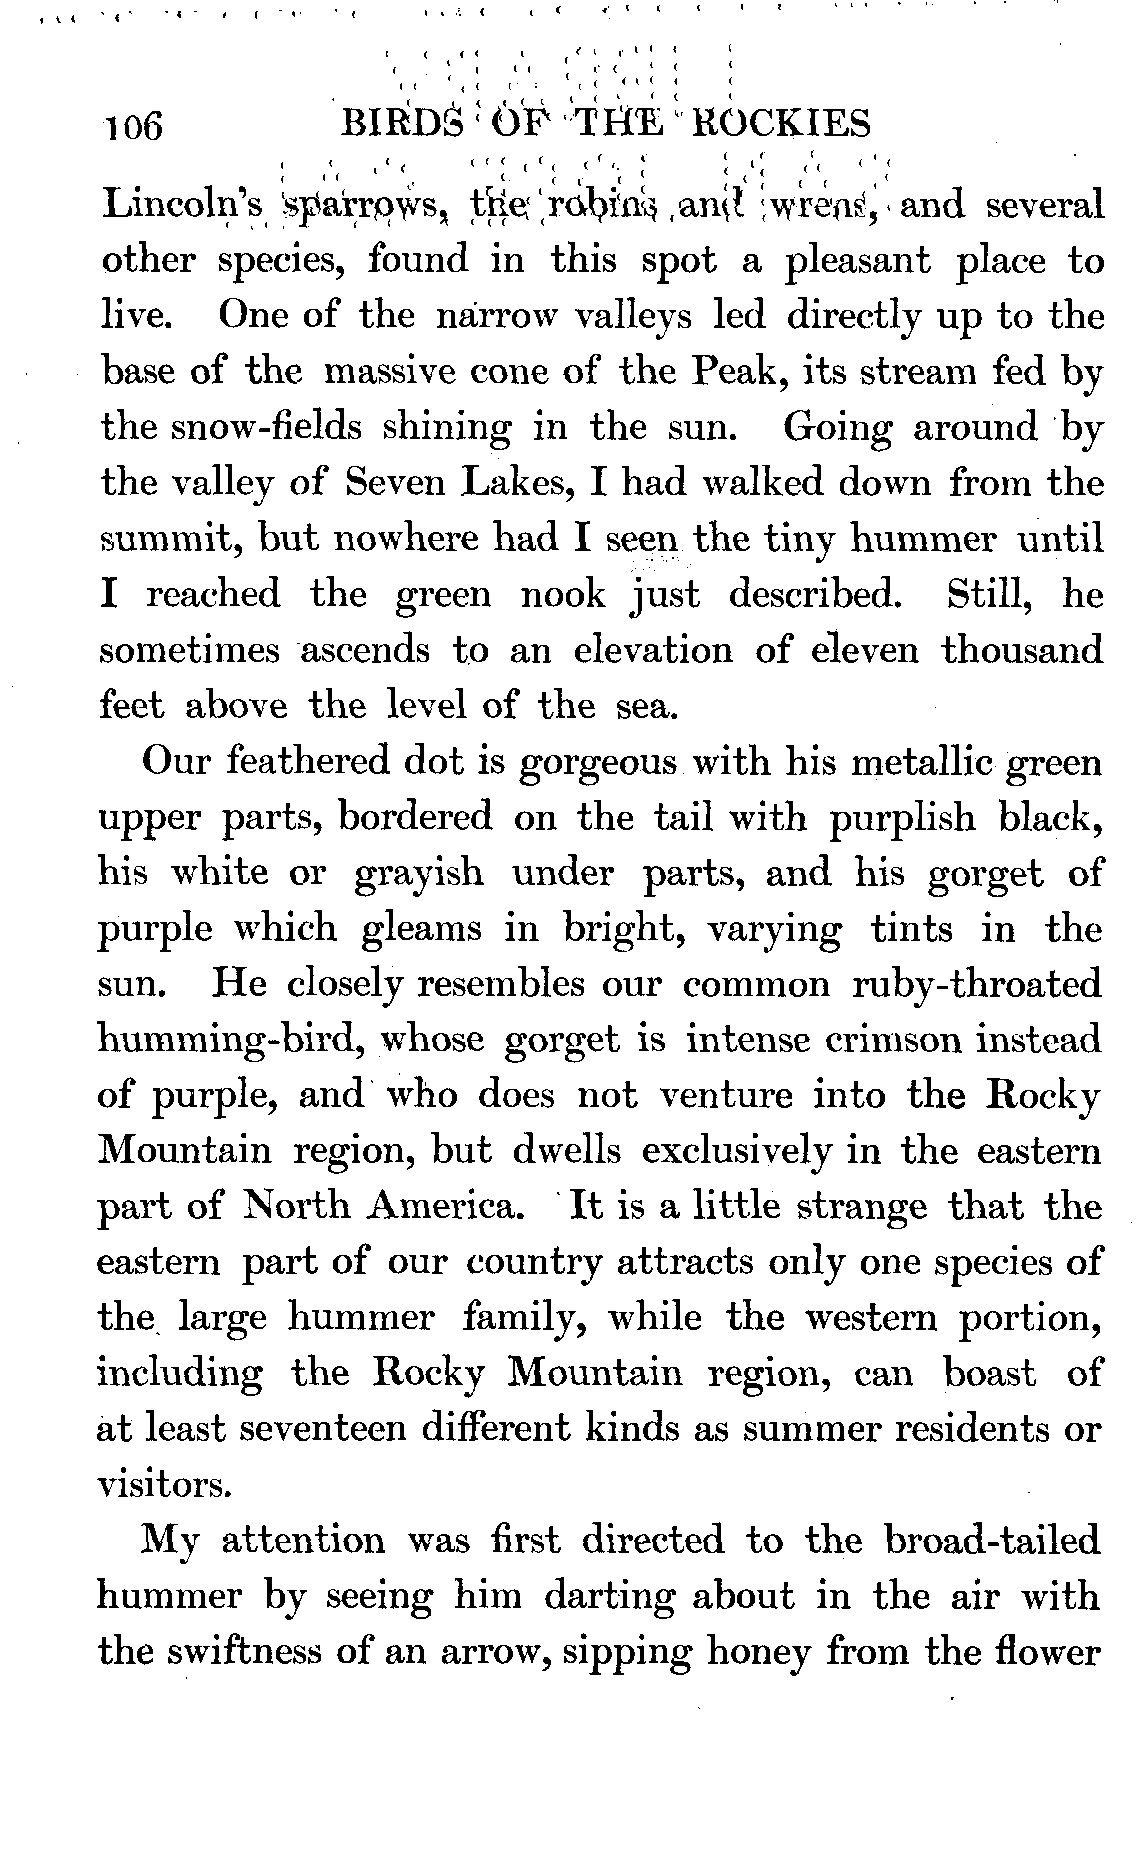 106 BIRDS OF THE ROCKIES
Lincoln's sparrows, the robins and wrens, and several
other species, found in this spot a pleasant place to
live. One of the narrow valleys led directly up to the
base of the massive cone of the Peak, its stream fed by
the snow-fields shining in the sun. Going around by
the valley of Seven Lakes, I had walked down from the
summit, but nowhere had I seen the tiny hummer until
I reached the green nook just described. Still, he
sometimes ascends to an elevation of eleven thousand
feet above the level of the sea.
Our feathered dot is gorgeous with his metallic green
upper parts, bordered on the tail with purplish black,
his white or grayish under parts, and his gorget of
purple which gleams in bright, varying tints in the
sun. He closely resembles our common ruby-throated
humming-bird, whose gorget is intense crimson instead
of purple, and who does not venture into the Rocky
Mountain region, but dwells exclusively in the eastern
part of North America. It is a little strange that the
eastern part of our country attracts only one species of
the large hummer family, while the western portion,
including the Rocky Mountain region, can boast of
at least seventeen different kinds as summer residents or
visitors.
My attention was first directed to the broad-tailed
hummer by seeing him darting about in the air with
the swiftness of an arrow, sipping honey from the flower